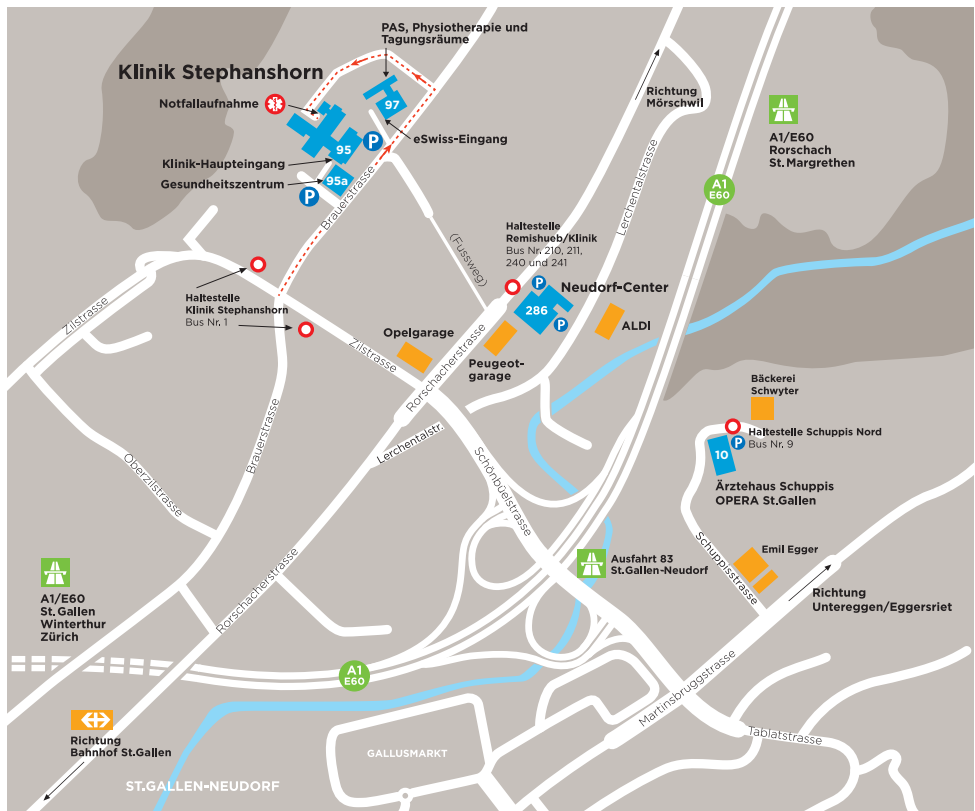 PAS, Physiotherapie und
Tagungsräume
Klinik Stephanshorn
Notfallaufnahme
97
eSwiss-Eingang
P
95
Klinik-Haupteingang
Gesundheitszentrum
95a
P
Brauerstrasse
Richtung
Mörschwil
A1/E60
Rorschach
St.Margrethen
A1
E60
Lerchentalstrasse
(Fussweg)
Haltestelle
Remishueb/Klinik
Bus Nr. 210, 211,
240 und 241
P
Neudorf-Center
286
P
ALDI
Haltestelle
Klinik Stephanshorn
Bus Nr. 1
Zilstrasse
Zilstrasse
Opelgarage
Peugeot-
garage
Rorschacherstrasse
Lerchentalstr.
Bäckerei
Schwyter
Haltestelle Schuppis Nord
Bus Nr. 9
P
10
Ärztehaus Schuppis
OPERA St.Gallen
Oberzilstrasse
Brauerstrasse
Schönbüelstrasse
Schuppisstrasse
Emil Egger
Ausfahrt 83
St.Gallen-Neudorf
Richtung
Untereggen/Eggersriet
A1/E60
St.Gallen
Winterthur
Zürich
Rorschacherstrasse
A1
E60
Martinsbruggstrasse
Tablatstrasse
Richtung
Bahnhof St.Gallen
GALLUSMARKT
ST.GALLEN-NEUDORF